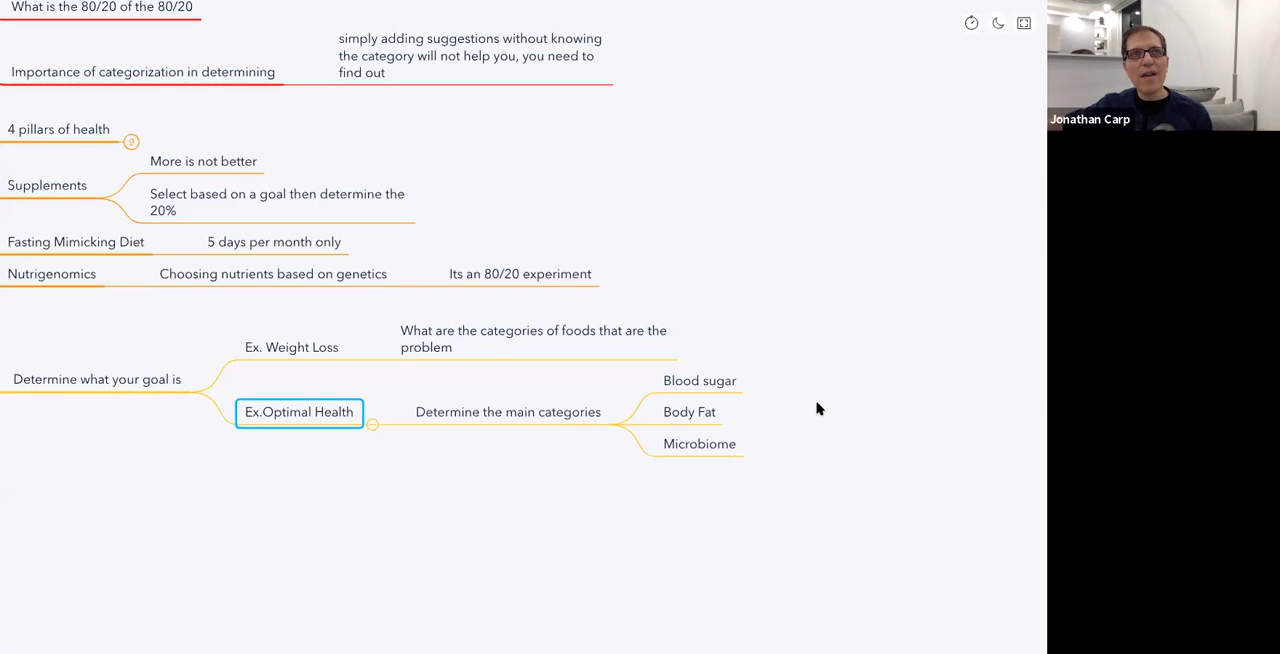 What is the 80/20 of the 80/20
simply adding suggestions without knowing
the category will not help you, you need to
find out
Importance of categorization in determining
Jonathan Carp
4 pillars of health
9
More is not better
Supplements
Select based on a goal then determine the
20%
Fasting Mimicking Diet
5 days per month only
Nutrigenomics
Choosing nutrients based on genetics
Its an 80/20 experiment
What are the categories of foods that are the
problem
Ex. Weight Loss
Determine what your goal is
Blood sugar
Ex.Optimal Health
Determine the main categories
Body Fat
Microbiome